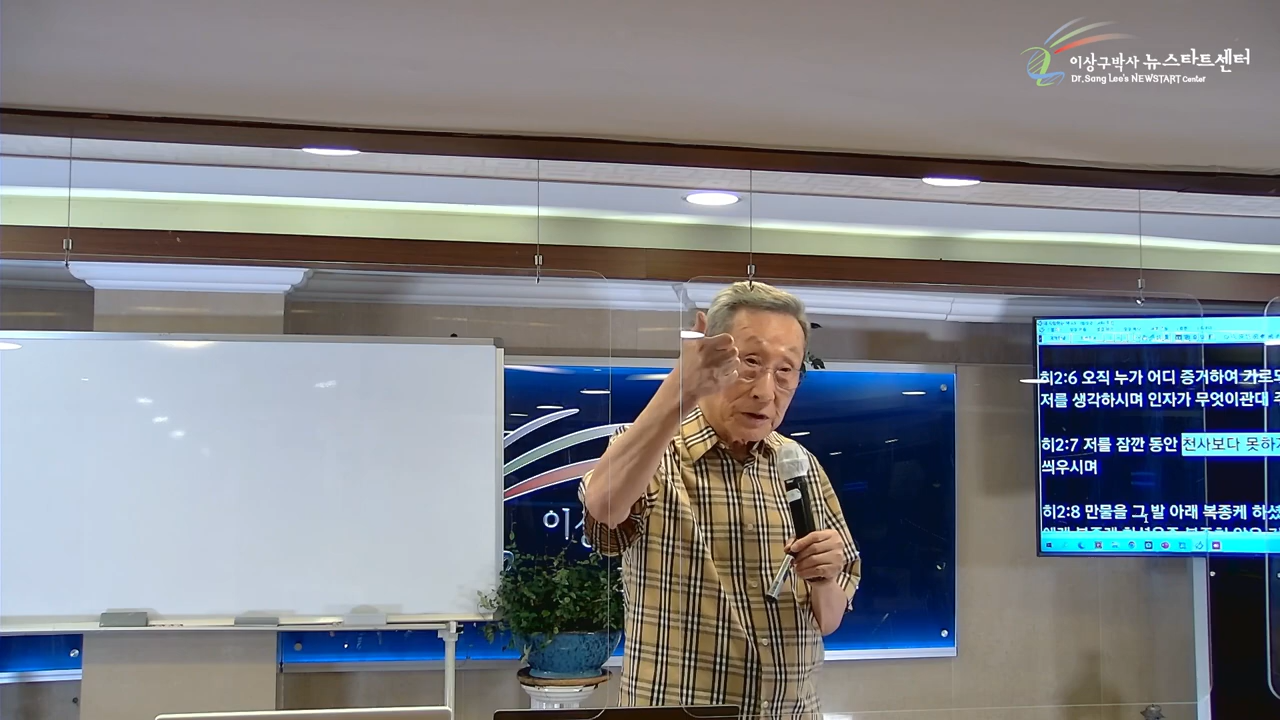 이상구박사 뉴스타트센터
Dr. Sang Lee's NEWSTART Center
히2:6 오직 누가 어디 증거하여 가로되
저를 생각하시며 인자가 무엇이관대
히2:7 저를 잠깐 동안 천사보다 못하게
씌우시며
히2:8 만물을 그 발 아래 복종케 하셨
이상